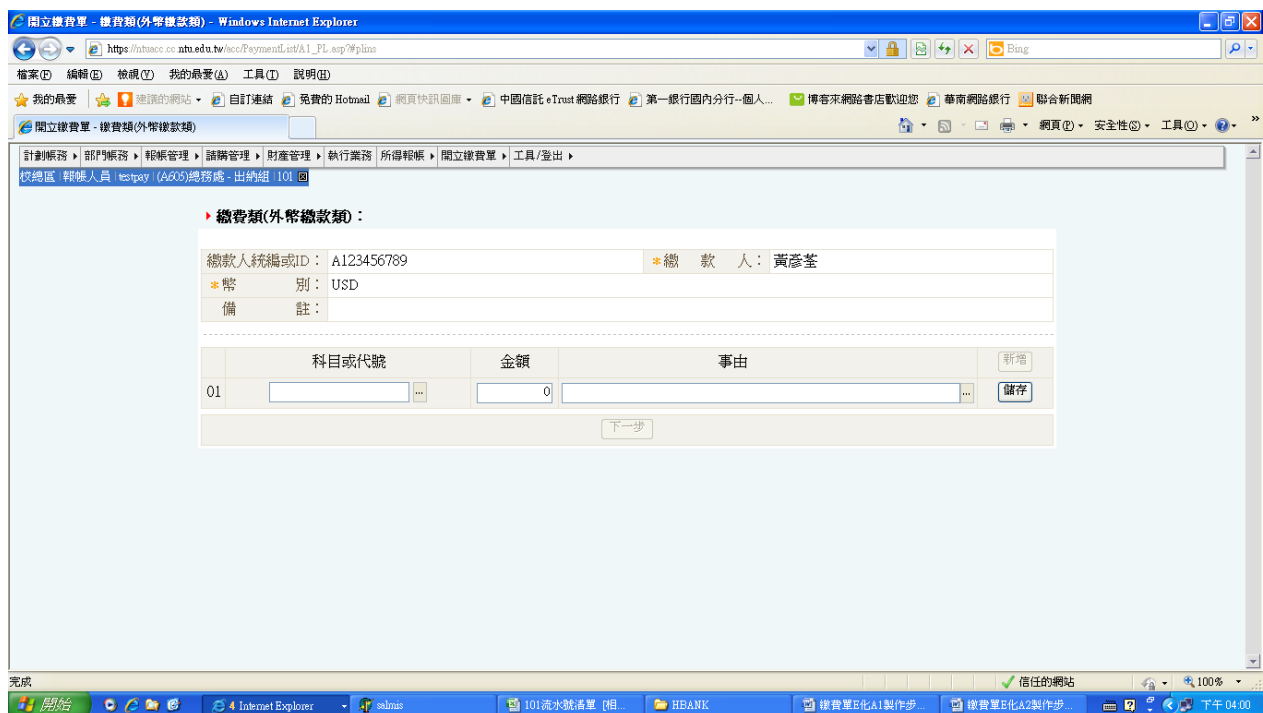 開立繳費單 - 繳費類(外幣繳款類) - Windows Internet Explorer
https://ntuacc.cc.ntu.edu.tw/acc/PaymentList/A1_PL.asp?#plins
Bing
檔案(F) 編輯(E) 檢視(V) 我的最愛(A) 工具(T) 說明(H)
我的最愛 建議的網站 自訂連結 免費的 Hotmail 網頁快訊圖庫 中國信託 eTrust 網路銀行 第一銀行國內分行--個人... 博客來網路書店歡迎您 華南網路銀行 聯合新聞網
開立繳費單 - 繳費類(外幣繳款類) 網頁(P) 安全性(S) 工具(O) »
計劃帳務 部門帳務 報帳管理 請購管理 財產管理 執行業務 所得報帳 開立繳費單 工具/登出
校總區 | 報帳人員 | testpay | (A605)總務處 - 出納組 | 101
繳費類(外幣繳款類)：
繳款人統編或ID： A123456789 *繳 款 人： 黃彥荃
*幣 別： USD
備 註：
科目或代號 金額 事由 新增
01 ... 0 ... 儲存
下一步
完成 信任的網站 100%
開始 4 Internet Explorer salmis 101流水號清單 [相... HBANK 繳費單E化A1製作步... 繳費單E化A2製作步... 下午 04:00